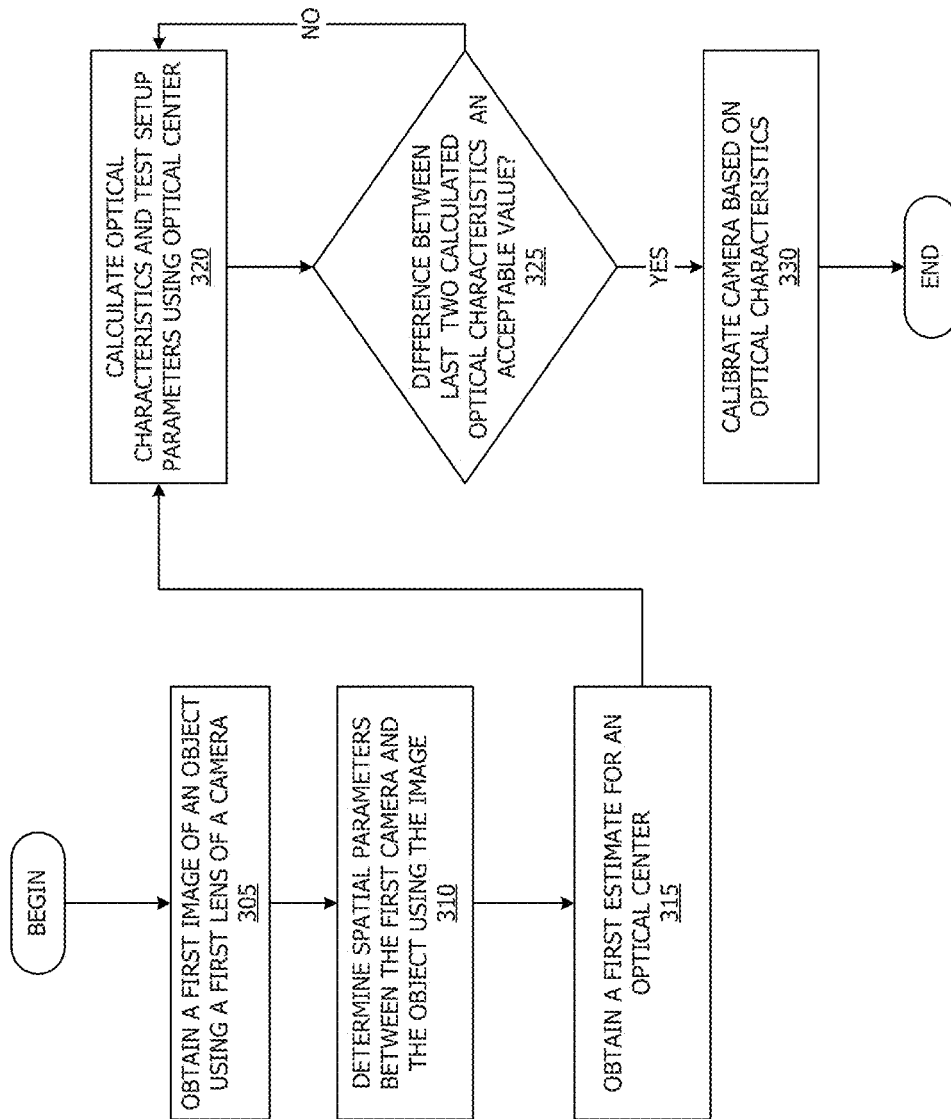 BEGIN
OBTAIN A FIRST IMAGE OF AN OBJECT
USING A FIRST LENS OF A CAMERA
305
DETERMINE SPATIAL PARAMETERS
BETWEEN THE FIRST CAMERA AND
THE OBJECT USING THE IMAGE
310
OBTAIN A FIRST ESTIMATE FOR AN
OPTICAL CENTER
315
CALCULATE OPTICAL
CHARACTERISTICS AND TEST SETUP
PARAMETERS USING OPTICAL CENTER
320
NO
DIFFERENCE BETWEEN
LAST TWO CALCULATED
OPTICAL CHARACTERISTICS AN
ACCEPTABLE VALUE?
325
YES
CALIBRATE CAMERA BASED ON
OPTICAL CHARACTERISTICS
330
END